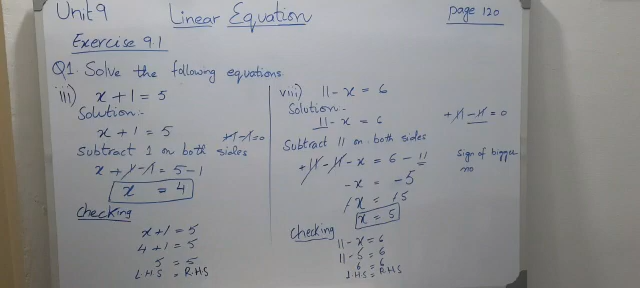 Unit 9 Linear Equation page 120
Exercise 9.1
Q1. Solve the following equations
iii) x + 1 = 5
Solution:-
x + 1 = 5
+1 -1 = 0
Subtract 1 on both sides
x + 1 - 1 = 5 - 1
x = 4
Checking
x + 1 = 5
4 + 1 = 5
5 = 5
L.H.S = R.H.S
viii) 11 - x = 6
Solution:-
11 - x = 6
+11 - 11 = 0
Subtract 11 on both sides
+11 - 11 - x = 6 - 11
sign of bigger
no
-x = -5
x = 5
Checking
11 - x = 6
11 - 5 = 6
6 = 6
L.H.S = R.H.S